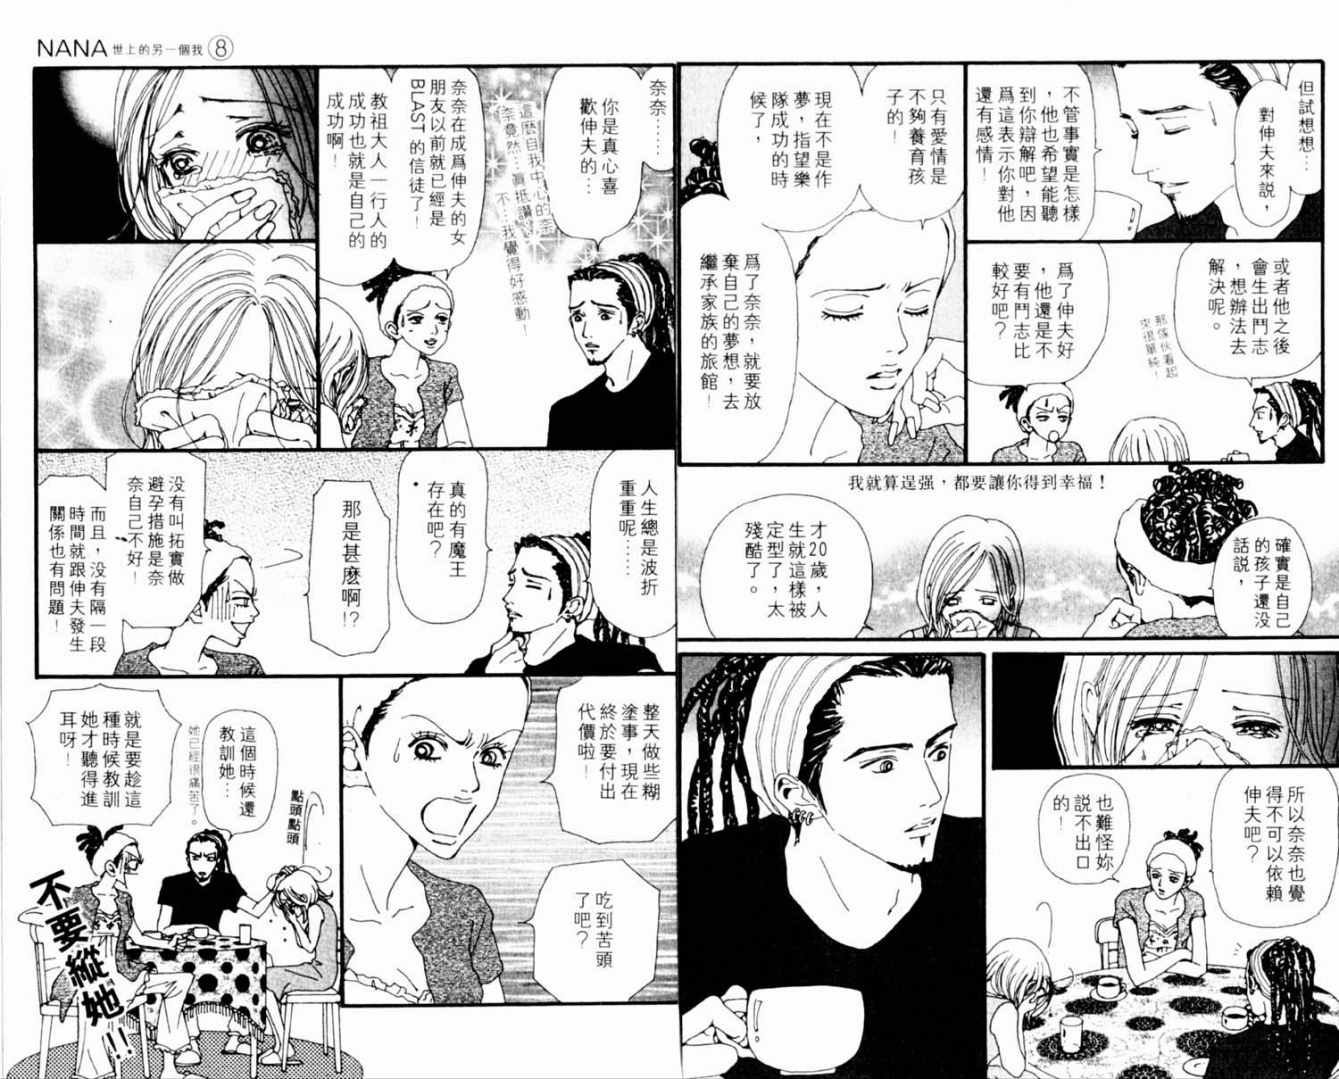 NANA 世上的另一個我 ⑧
但試想想…
對伸夫來說，
不管事實是怎樣
，他也希望能聽
到你辯解吧，因
爲這表示你對他
還有感情！
或者他之後
會生出鬥志
，想辦法去
解決呢。
那傢伙看起
來很單純！
爲了伸夫好
，他還是不
要有鬥志比
較好吧？
只有愛情是
不夠養育孩
子的！
現在不是作
夢，指望樂
隊成功的時
候了，
爲了奈奈，就要放
棄自己的夢想，去
繼承家族的旅館！
我就算逞强，都要讓你得到幸福！
確實是自己
的孩子還没
話説，
才20歲，人
生就這樣被
定型了，太
殘酷了。
所以奈奈也覺
得不可以依賴
伸夫吧？
也難怪妳
説不出口
的！
奈奈……
你是真心喜
歡伸夫的…
這麼自我中心的奈
奈竟然…真抵讚
不…我覺得好感動！
奈奈在成爲伸夫的女
朋友以前就已經是
BLAST 的信徒了！
教祖大人一行人的
成功也就是自己的
成功啊！
人生總是波折
重重呢……
真的有魔王
存在吧？
那是甚麽啊!?
没有叫拓實做
避孕措施是奈
奈自己不好！
而且，没有隔一段
時間就跟伸夫發生
關係也有問題！
整天做些糊
塗事，現在
終於要付出
代價啦！
吃到苦頭
了吧？
點頭點頭
這個時候還
教訓她…
她已經很痛苦了。
就是要趁這
種時候教訓
她才聽得進
耳呀！
不要縱她!!